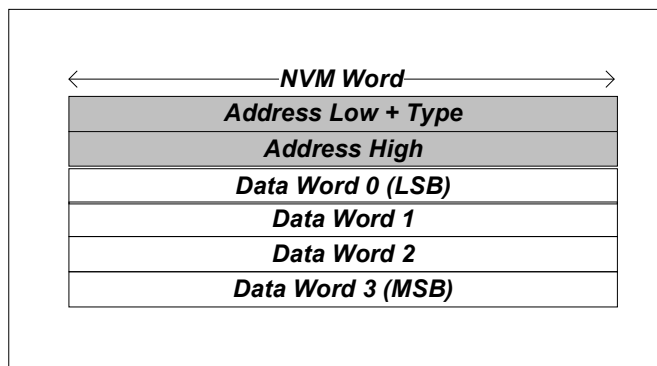 NVM Word
Address Low + Type
Address High
Data Word 0 (LSB)
Data Word 1
Data Word 2
Data Word 3 (MSB)